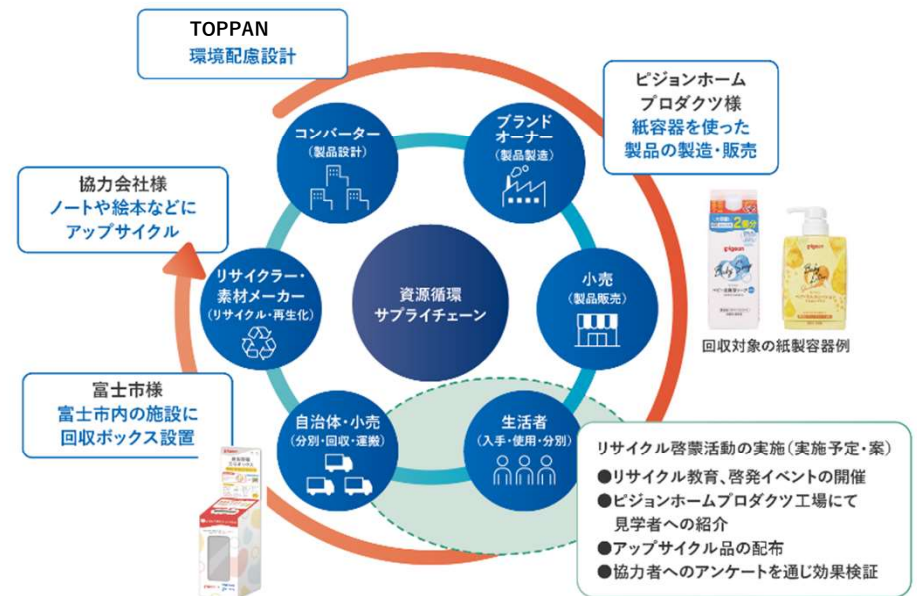 TOPPAN
環境配慮設計
ピジョンホーム
プロダクツ様
紙容器を使った
製品の製造・販売
コンバーター
（製品設計）
ブランド
オーナー
（製品製造）
協力会社様
ノートや絵本などに
アップサイクル
リサイクラー・
素材メーカー
（リサイクル・再生化）
資源循環
サプライチェーン
小売
（製品販売）
2個分
pigeon
pigeon
回収対象の紙製容器例
富士市様
富士市内の施設に
回収ボックス設置
自治体・小売
（分別・回収・運搬）
生活者
（入手・使用・分別）
リサイクル啓蒙活動の実施（実施予定・案）
●リサイクル教育、啓発イベントの開催
●ピジョンホームプロダクツ工場にて
見学者への紹介
●アップサイクル品の配布
●協力者へのアンケートを通じ効果検証